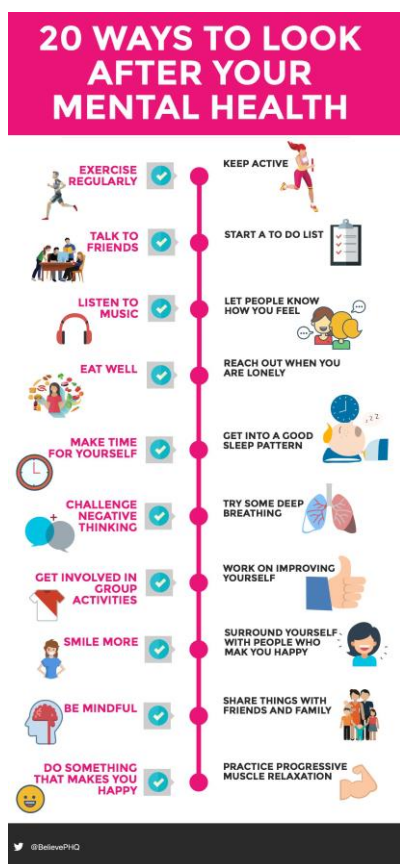 20 WAYS TO LOOK
AFTER YOUR
MENTAL HEALTH
EXERCISE
REGULARLY
KEEP ACTIVE
TALK TO
FRIENDS
START A TO DO LIST
LISTEN TO
MUSIC
LET PEOPLE KNOW
HOW YOU FEEL
EAT WELL
REACH OUT WHEN YOU
ARE LONELY
MAKE TIME
FOR YOURSELF
GET INTO A GOOD
SLEEP PATTERN
CHALLENGE
NEGATIVE
THINKING
TRY SOME DEEP
BREATHING
GET INVOLVED IN
GROUP
ACTIVITIES
WORK ON IMPROVING
YOURSELF
SMILE MORE
SURROUND YOURSELF
WITH PEOPLE WHO
MAK YOU HAPPY
BE MINDFUL
SHARE THINGS WITH
FRIENDS AND FAMILY
DO SOMETHING
THAT MAKES YOU
HAPPY
PRACTICE PROGRESSIVE
MUSCLE RELAXATION
@BelievePHQ